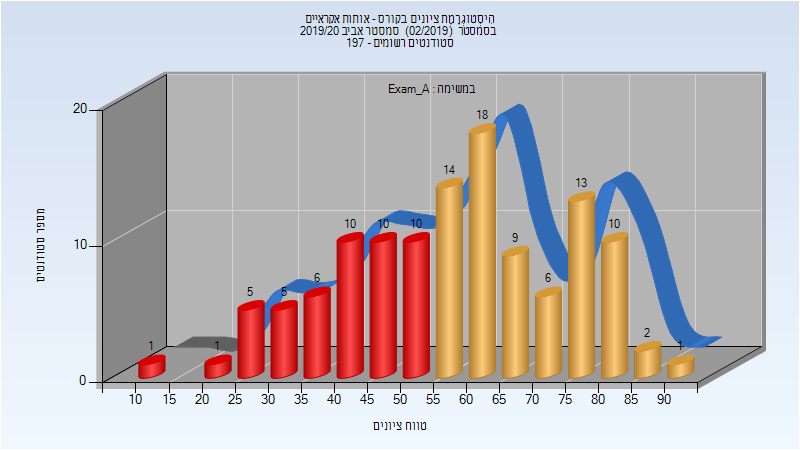 היסטוגרמת ציונים בקורס - אותות אקראיים
בסמסטר (02/2019) סמסטר אביב 2019/20
סטודנטים רשומים - 197
במשימה : Exam_A
מספר סטודנטים
20
10
0
1 1 5 5 6 10 10 10 14 18 9 6 13 10 2 1
10 15 20 25 30 35 40 45 50 55 60 65 70 75 80 85 90
טווח ציונים